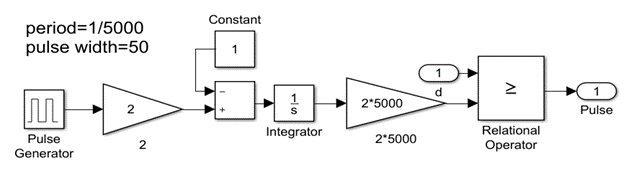 period=1/5000
pulse width=50
Constant
1
−
+
2
2
Pulse
Generator
1
s
Integrator
2*5000
2*5000
1
d
≥
Relational
Operator
1
Pulse